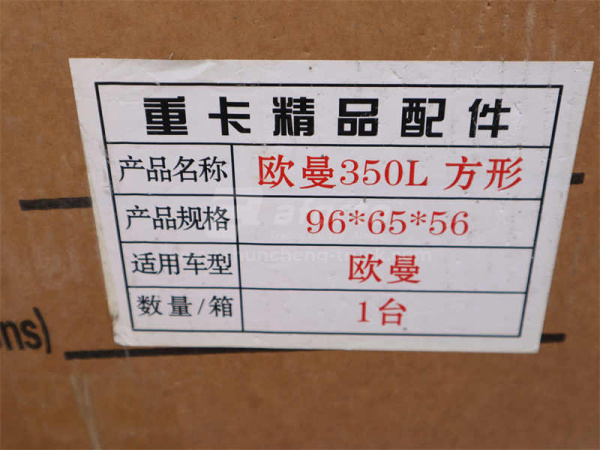 重卡精品配件
产品名称 欧曼350L 方形
产品规格 96*65*56
适用车型 欧曼
数量/箱 1台
ns)